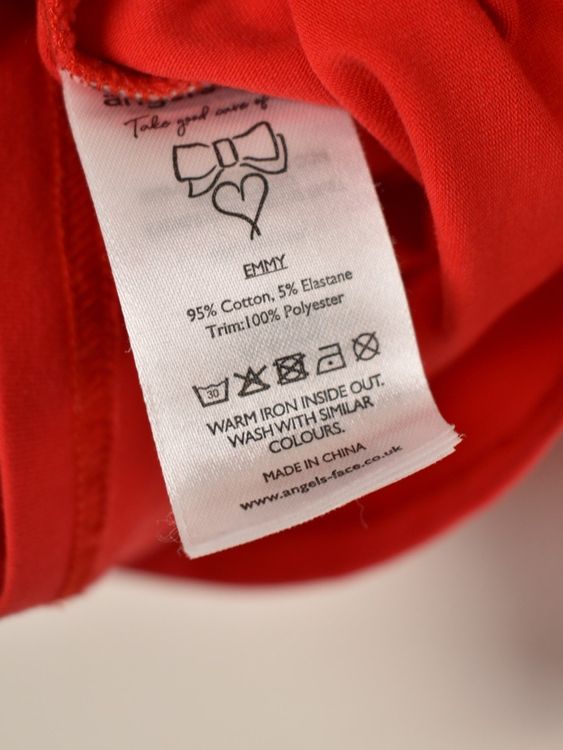 Take good care of
EMMY
95% Cotton, 5% Elastane
Trim:100% Polyester
30
WARM IRON INSIDE OUT.
WASH WITH SIMILAR
COLOURS.
MADE IN CHINA
www.angels-face.co.uk